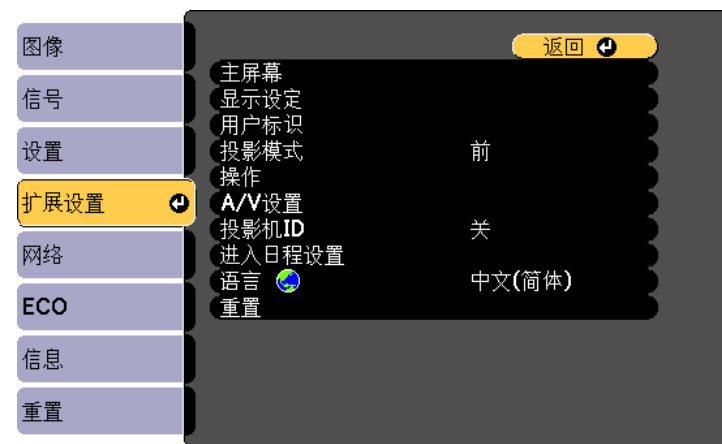 图像
信号
设置
扩展设置
网络
ECO
信息
重置
返回
主屏幕
显示设定
用户标识
投影模式 前
操作
A/V设置
投影机ID 关
进入日程设置
语言 中文(简体)
重置